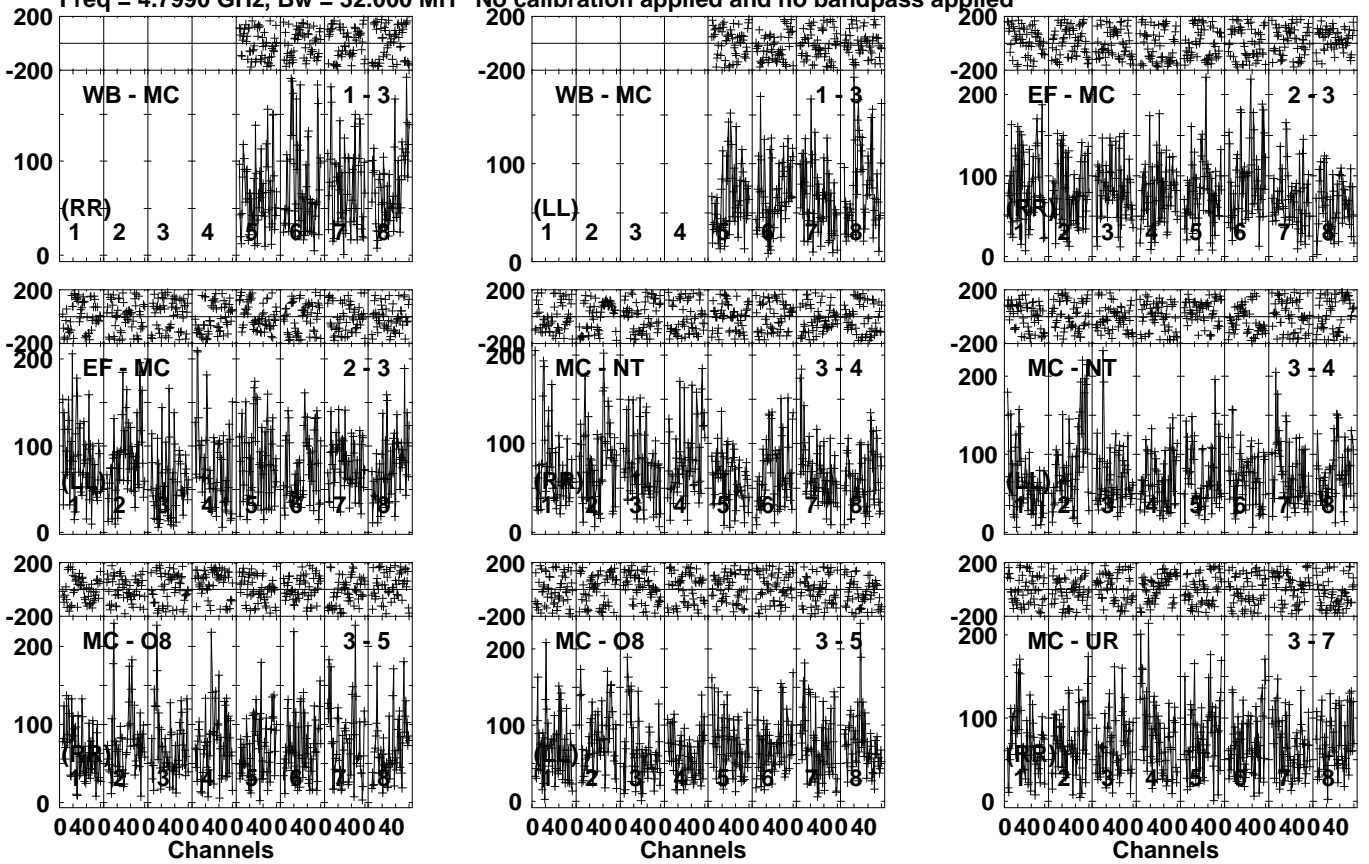 Freq = 4.7990 GHz, Bw = 32.000 MH No calibration applied and no bandpass applied
200 200 200
-200 -200 -200
WB - MC 1 - 3 WB - MC 1 - 3 EF - MC 2 - 3
200
100 100 100
(RR) (LL) (RR)
1 2 3 4 5 6 7 8 1 2 3 4 5 6 7 8 1 2 3 4 5 6 7 8
0 0 0
200 200 200
-200 -200 -200
EF - MC 2 - 3 MC - NT 3 - 4 MC - NT 3 - 4
200 200 200
100 100 100
(LL) (RR) (LL)
1 2 3 4 5 6 7 8 1 2 3 4 5 6 7 8 1 2 3 4 5 6 7 8
0 0 0
200 200 200
-200 -200 -200
MC - O8 3 - 5 MC - O8 3 - 5 MC - UR 3 - 7
200 200 200
100 100 100
(RR) (LL) (RR)
1 2 3 4 5 6 7 8 1 2 3 4 5 6 7 8 1 2 3 4 5 6 7 8
0 0 0
0 40 0 40 0 40 0 40 0 40 0 40 0 40 40 0 40 0 40 0 40 0 40 0 40 0 40 0 40 40 0 40 0 40 0 40 0 40 0 40 0 40 0 40 40
Channels Channels Channels